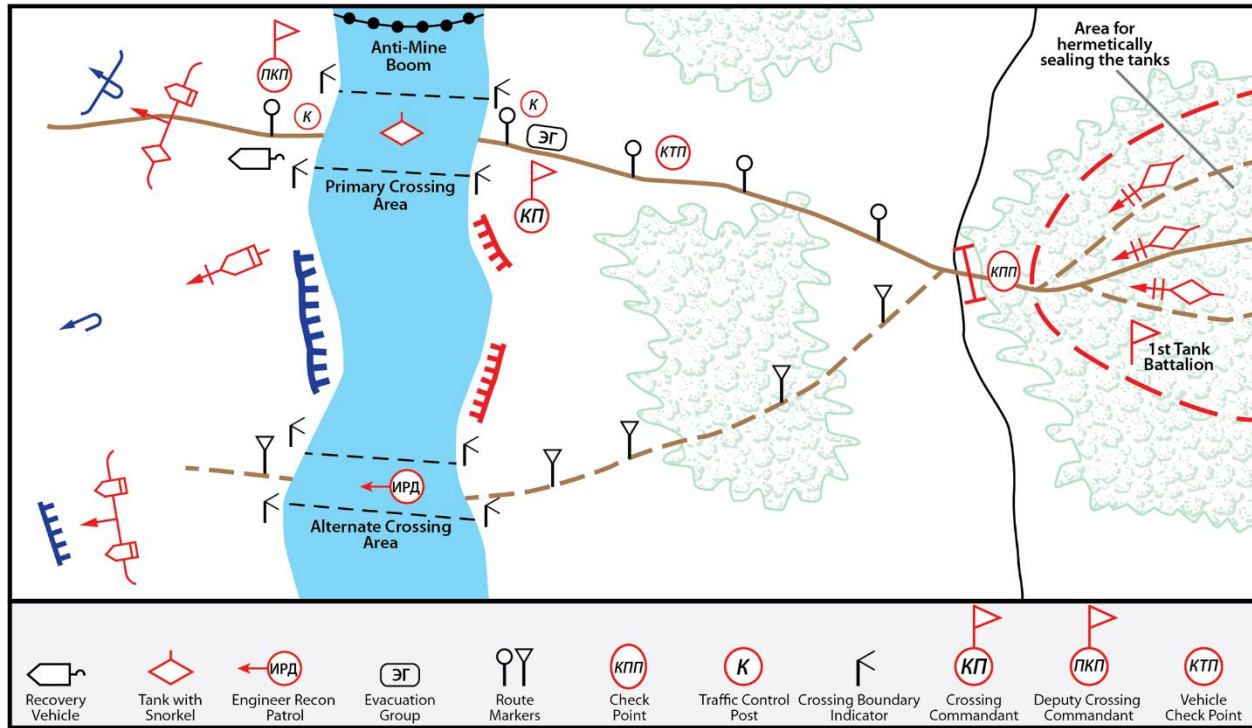 Anti-Mine
Boom
Area for
hermetically
sealing the tanks
ПКП
К
К
ЭГ
КТП
Primary Crossing
Area
КП
КПП
1st Tank
Battalion
ИРД
Alternate Crossing
Area
ИРД
ЭГ
КПП
К
КП
ПКП
КТП
Recovery
Vehicle
Tank with
Snorkel
Engineer Recon
Patrol
Evacuation
Group
Route
Markers
Check
Point
Traffic Control
Post
Crossing Boundary
Indicator
Crossing
Commandant
Deputy Crossing
Commandant
Vehicle
Check Point